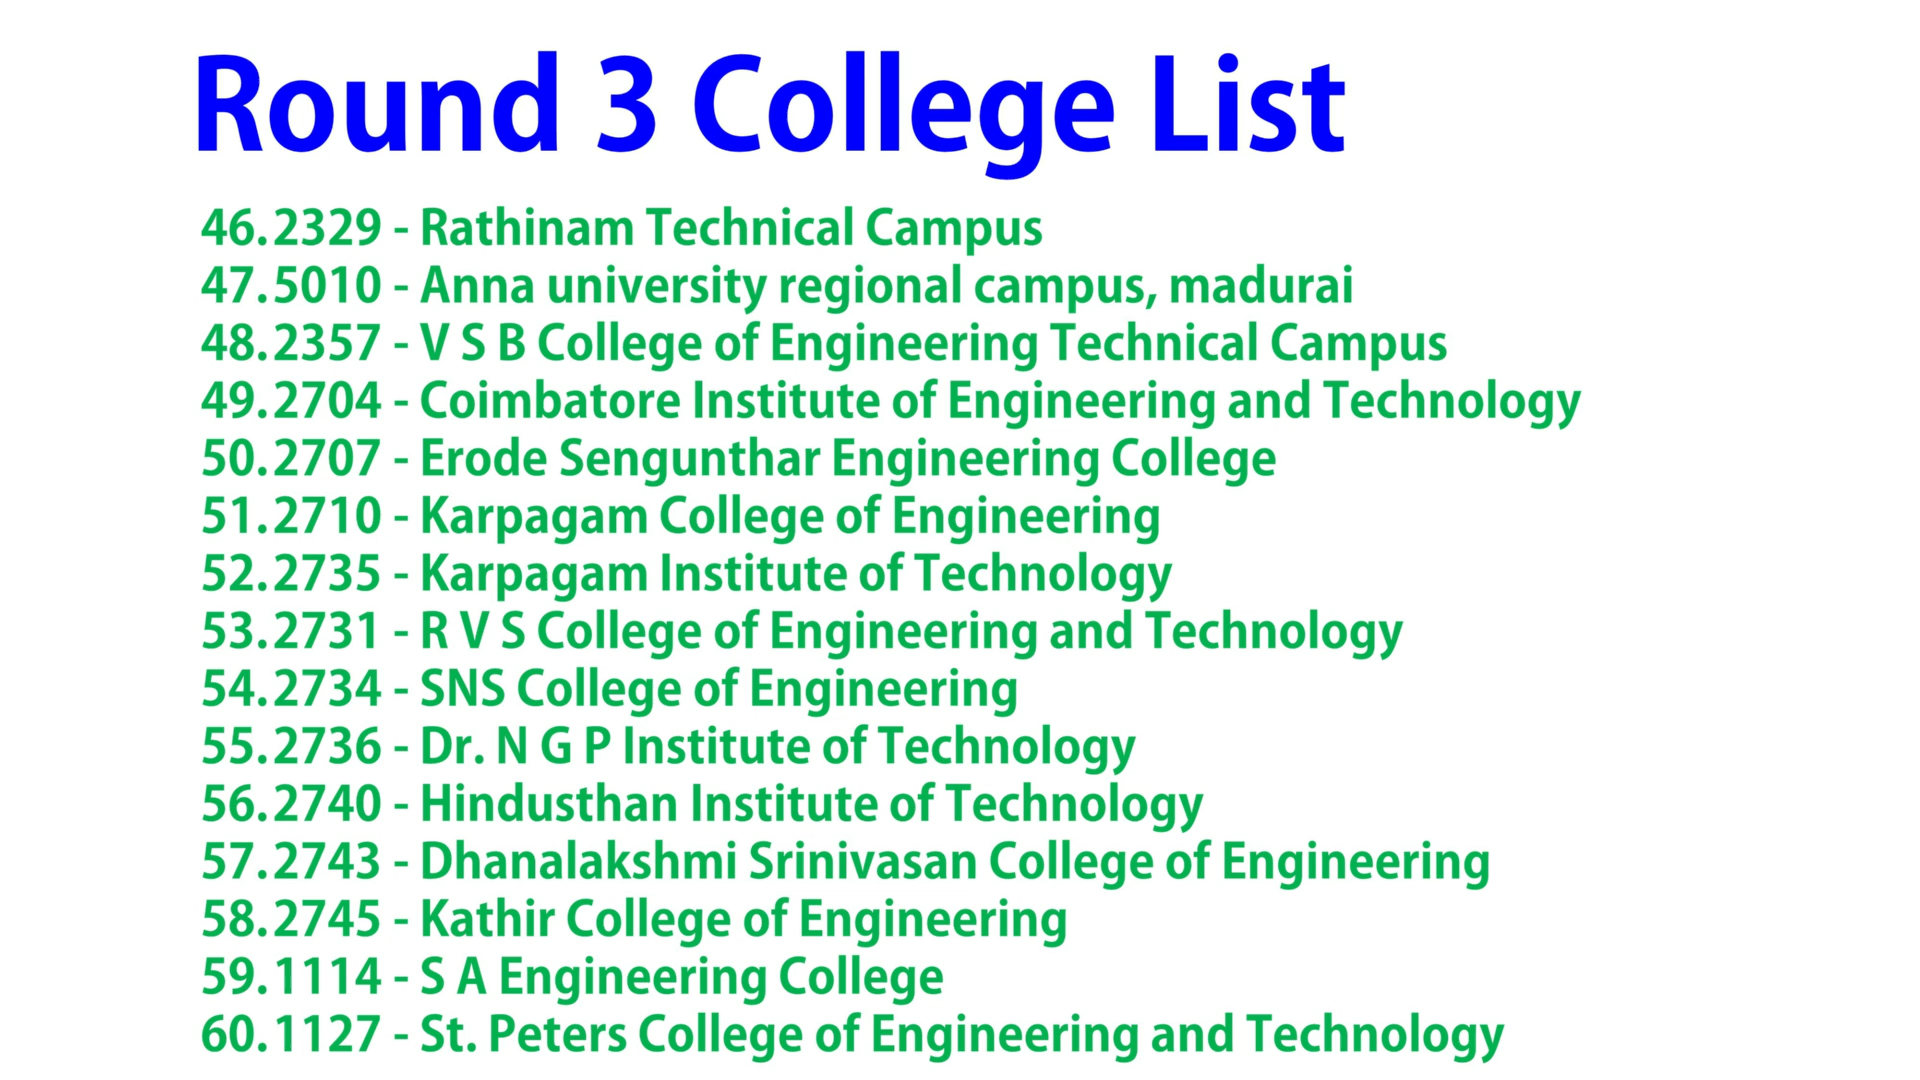 Round 3 College List
46.2329 - Rathinam Technical Campus
47.5010 - Anna university regional campus, madurai
48.2357 - V S B College of Engineering Technical Campus
49.2704 - Coimbatore Institute of Engineering and Technology
50.2707 - Erode Sengunthar Engineering College
51.2710 - Karpagam College of Engineering
52.2735 - Karpagam Institute of Technology
53.2731 - R V S College of Engineering and Technology
54.2734 - SNS College of Engineering
55.2736 - Dr. N G P Institute of Technology
56.2740 - Hindusthan Institute of Technology
57.2743 - Dhanalakshmi Srinivasan College of Engineering
58.2745 - Kathir College of Engineering
59.1114 - S A Engineering College
60.1127 - St. Peters College of Engineering and Technology